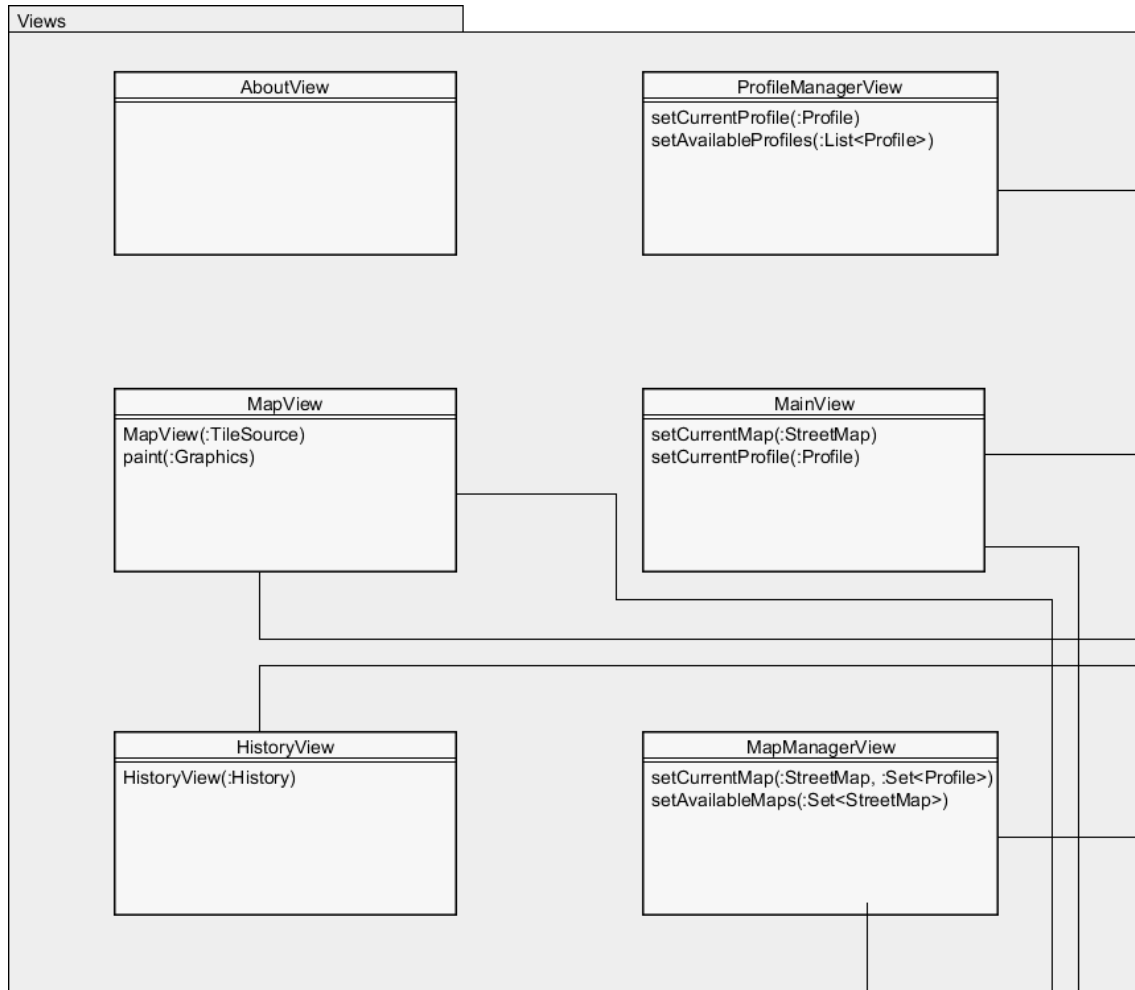 Views
AboutView
ProfileManagerView
setCurrentProfile(:Profile)
setAvailableProfiles(:List<Profile>)
MapView
MapView(:TileSource)
paint(:Graphics)
MainView
setCurrentMap(:StreetMap)
setCurrentProfile(:Profile)
HistoryView
HistoryView(:History)
MapManagerView
setCurrentMap(:StreetMap, :Set<Profile>)
setAvailableMaps(:Set<StreetMap>)